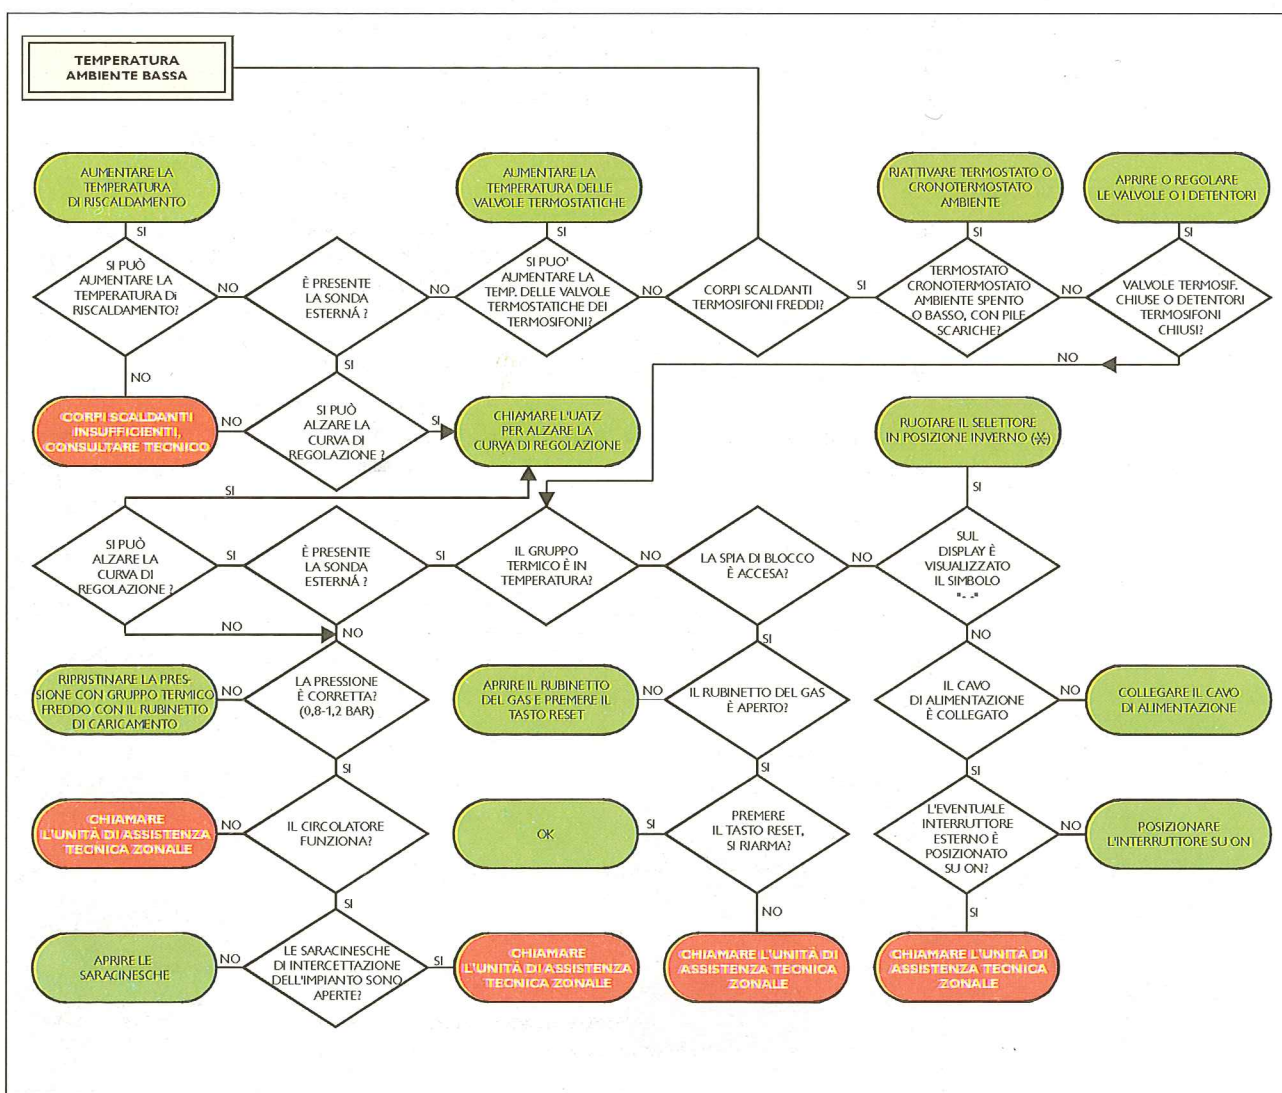 TEMPERATURA
AMBIENTE BASSA
AUMENTARE LA
TEMPERATURA
DI RISCALDAMENTO
AUMENTARE LA
TEMPERATURA DELLE
VALVOLE TERMOSTATICHE
RIATTIVARE TERMOSTATO O
CRONOTERMOSTATO
AMBIENTE
APRIRE O REGOLARE
LE VALVOLE O I DETENTORI
SI
SI
SI
SI
SI PUÒ
AUMENTARE LA
TEMPERATURA Di
RISCALDAMENTO?
NO
È PRESENTE
LA SONDA
ESTERNÁ ?
NO
SI PUO'
AUMENTARE LA
TEMP. DELLE VALVOLE
TERMOSTATICHE DEI
TERMOSIFONI?
NO
CORPI SCALDANTI
TERMOSIFONI FREDDI?
SI
TERMOSTATO
CRONOTERMOSTATO
AMBIENTE SPENTO
O BASSO, CON PILE
SCARICHE?
NO
VALVOLE TERMOSIF.
CHIUSE O DETENTORI
TERMOSIFONI
CHIUSI?
NO
SI
NO
CORPI SCALDANTI
INSUFFICIENTI,
CONSULTARE TECNICO
NO
SI PUÒ
ALZARE LA
CURVA DI
REGOLAZIONE ?
SI
CHIAMARE L'UATZ
PER ALZARE LA
CURVA DI REGOLAZIONE
RUOTARE IL SELETTORE
IN POSIZIONE INVERNO
SI
SI
SI PUÒ
ALZARE LA
CURVA DI
REGOLAZIONE ?
SI
È PRESENTE
LA SONDA
ESTERNÁ ?
SI
IL GRUPPO
TERMICO È IN
TEMPERATURA?
NO
LA SPIA DI BLOCCO
È ACCESA?
NO
SUL
DISPLAY È
VISUALIZZATO
IL SIMBOLO
"- -"
NO
NO
SI
NO
RIPRISTINARE LA PRES-
SIONE CON GRUPPO TERMICO
FREDDO CON IL RUBINETTO
DI CARICAMENTO
NO
LA PRESSIONE
È CORRETTA?
(0,8-1,2 BAR)
APRIRE IL RUBINETTO
DEL GAS E PREMERE IL
TASTO RESET
NO
IL RUBINETTO DEL GAS
È APERTO?
IL CAVO
DI ALIMENTAZIONE
È COLLEGATO
NO
COLLEGARE IL CAVO
DI ALIMENTAZIONE
SI
SI
SI
CHIAMARE
L'UNITÀ DI ASSISTENZA
TECNICA ZONALE
NO
IL CIRCOLATORE
FUNZIONA?
OK
SI
PREMERE
IL TASTO RESET,
SI RIARMA?
L'EVENTUALE
INTERRUTTORE
ESTERNO È
POSIZIONATO
SU ON?
NO
POSIZIONARE
L'INTERRUTTORE SU ON
SI
NO
SI
APRIRE LE
SARACINESCHE
NO
LE SARACINESCHE
DI INTERCETTAZIONE
DELL'IMPIANTO SONO
APERTE?
SI
CHIAMARE
L'UNITÀ DI ASSISTENZA
TECNICA ZONALE
CHIAMARE L'UNITÀ DI
ASSISTENZA TECNICA
ZONALE
CHIAMARE L'UNITÀ DI
ASSISTENZA TECNICA
ZONALE